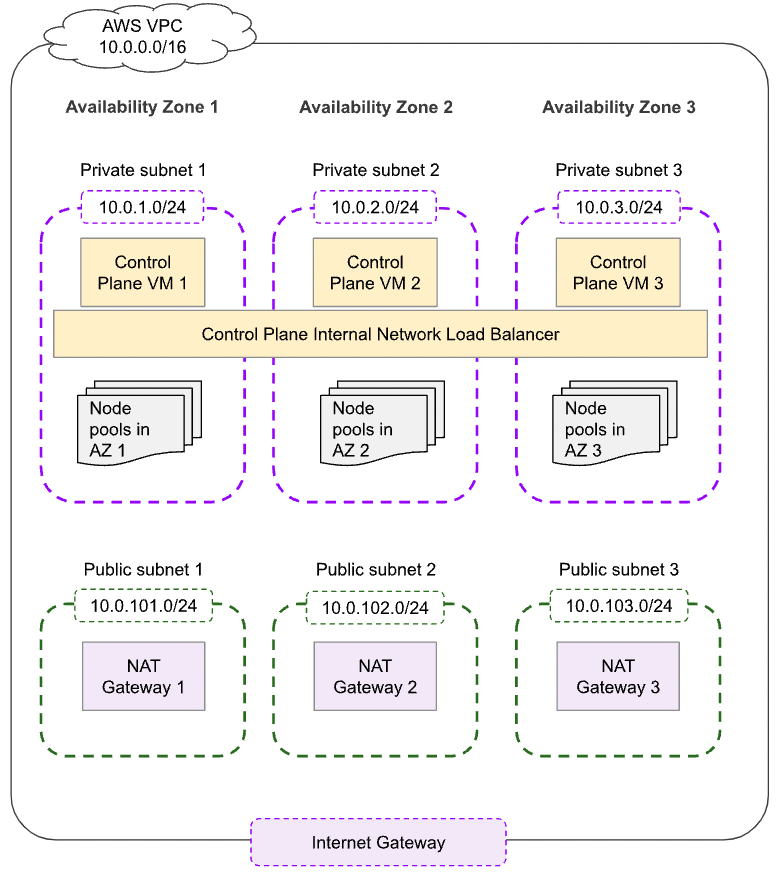 AWS VPC
10.0.0.0/16
Availability Zone 1
Availability Zone 2
Availability Zone 3
Private subnet 1
Private subnet 2
Private subnet 3
10.0.1.0/24
10.0.2.0/24
10.0.3.0/24
Control
Plane VM 1
Control
Plane VM 2
Control
Plane VM 3
Control Plane Internal Network Load Balancer
Node
pools in
AZ 1
Node
pools in
AZ 2
Node
pools in
AZ 3
Public subnet 1
Public subnet 2
Public subnet 3
10.0.101.0/24
10.0.102.0/24
10.0.103.0/24
NAT
Gateway 1
NAT
Gateway 2
NAT
Gateway 3
Internet Gateway